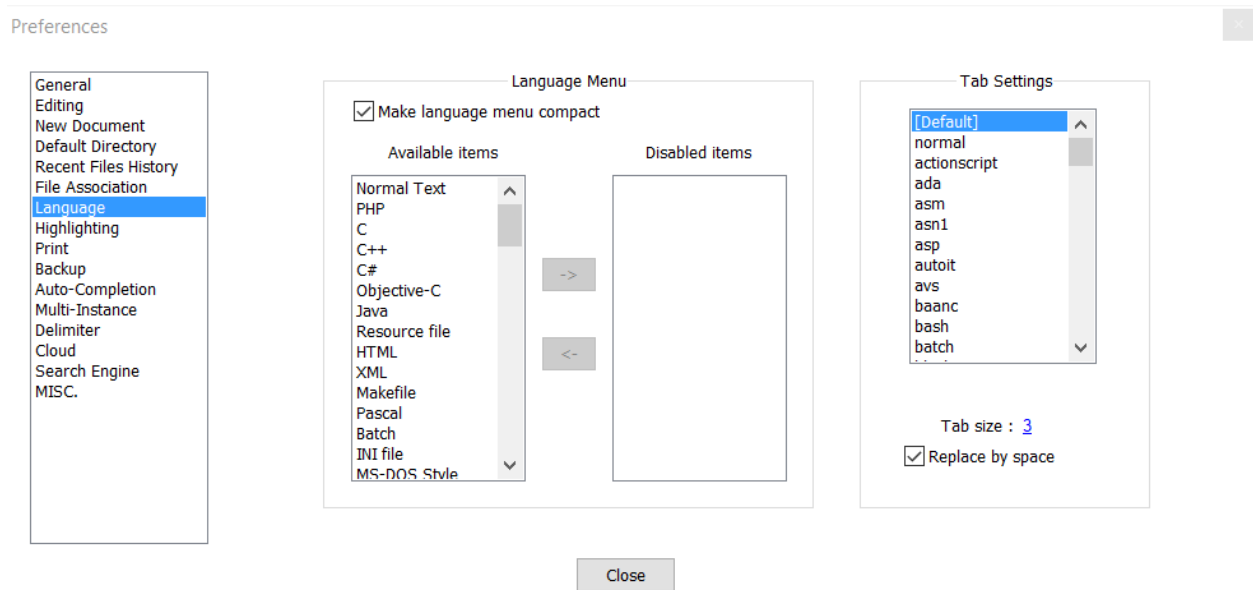 Preferences
General
Editing
New Document
Default Directory
Recent Files History
File Association
Language
Highlighting
Print
Backup
Auto-Completion
Multi-Instance
Delimiter
Cloud
Search Engine
MISC.
Language Menu
Make language menu compact
Available items
Normal Text
PHP
C
C++
C#
Objective-C
Java
Resource file
HTML
XML
Makefile
Pascal
Batch
INI file
MS-DOS Style
->
<-
Disabled items
Tab Settings
[Default]
normal
actionscript
ada
asm
asn1
asp
autoit
avs
baanc
bash
batch
Tab size : 3
Replace by space
Close